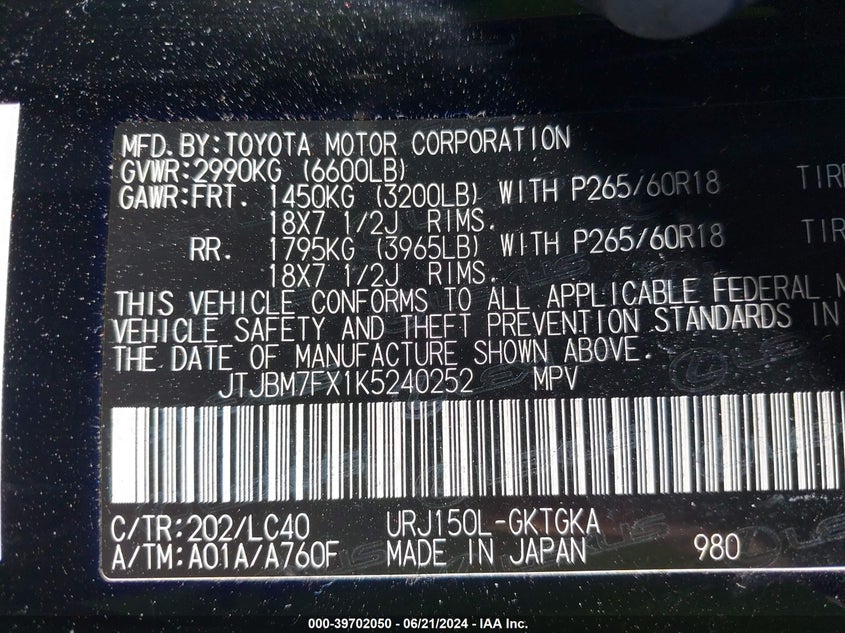 MFD.BY:TOYOTA MOTOR CORPORATION
GVWR:2990KG (6600LB)
GAWR:FRT. 1450KG (3200LB) WITH P265/60R18 TIRE
18X7 1/2J RIMS.
RR. 1795KG (3965LB) WITH P265/60R18 TIR
18X7 1/2J RIMS.
THIS VEHICLE CONFORMS TO ALL APPLICABLE FEDERAL M
VEHICLE SAFETY AND THEFT PREVENTION STANDARDS IN
THE DATE OF MANUFACTURE SHOWN ABOVE.
JTJBM7FX1K5240252 MPV
C/TR:202/LC40 URJ150L-GKTGKA
A/TM:A01A/A760F MADE IN JAPAN 980
000-39702050 - 06/21/2024 - IAA Inc.